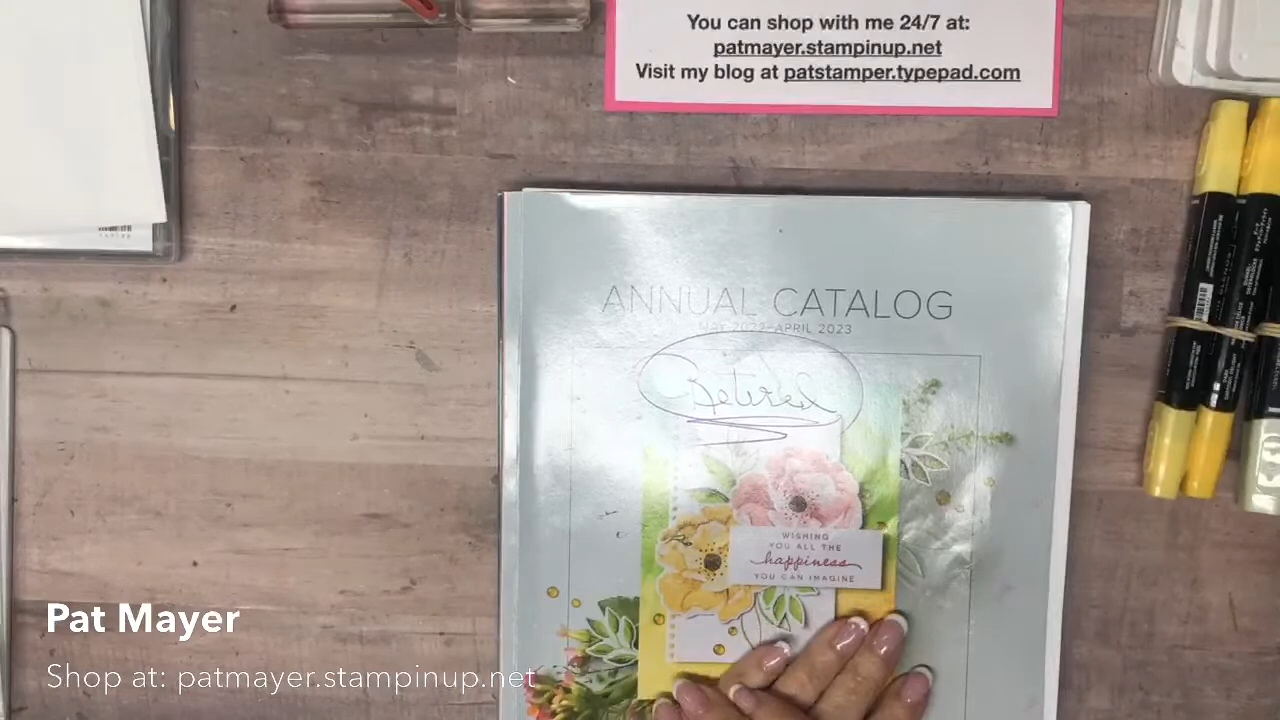 You can shop with me 24/7 at:
patmayer.stampinup.net
Visit my blog at patstamper.typepad.com
ANNUAL CATALOG
MAY 2022–APRIL 2023
Retired
WISHING
YOU ALL THE
happiness
YOU CAN IMAGINE
Pat Mayer
Shop at: patmayer.stampinup.net